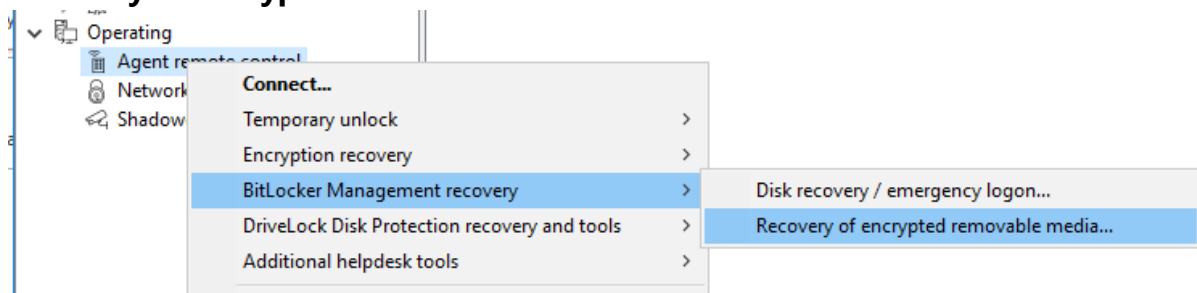 Operating
Agent remote control
Network
Shadow
Connect...
Temporary unlock
Encryption recovery
BitLocker Management recovery
DriveLock Disk Protection recovery and tools
Additional helpdesk tools
Disk recovery / emergency logon...
Recovery of encrypted removable media...